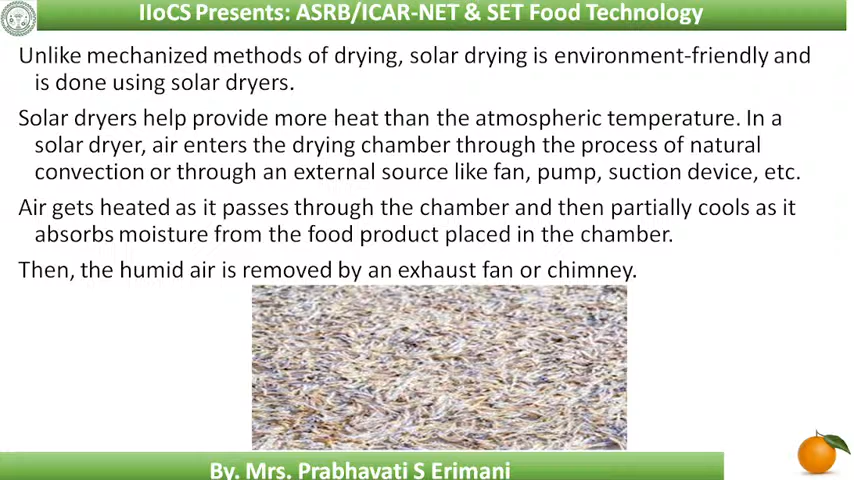 IIoCS Presents: ASRB/ICAR-NET & SET Food Technology
Unlike mechanized methods of drying, solar drying is environment-friendly and
is done using solar dryers.
Solar dryers help provide more heat than the atmospheric temperature. In a
solar dryer, air enters the drying chamber through the process of natural
convection or through an external source like fan, pump, suction device, etc.
Air gets heated as it passes through the chamber and then partially cools as it
absorbs moisture from the food product placed in the chamber.
Then, the humid air is removed by an exhaust fan or chimney.
By. Mrs. Prabhavati S Erimani